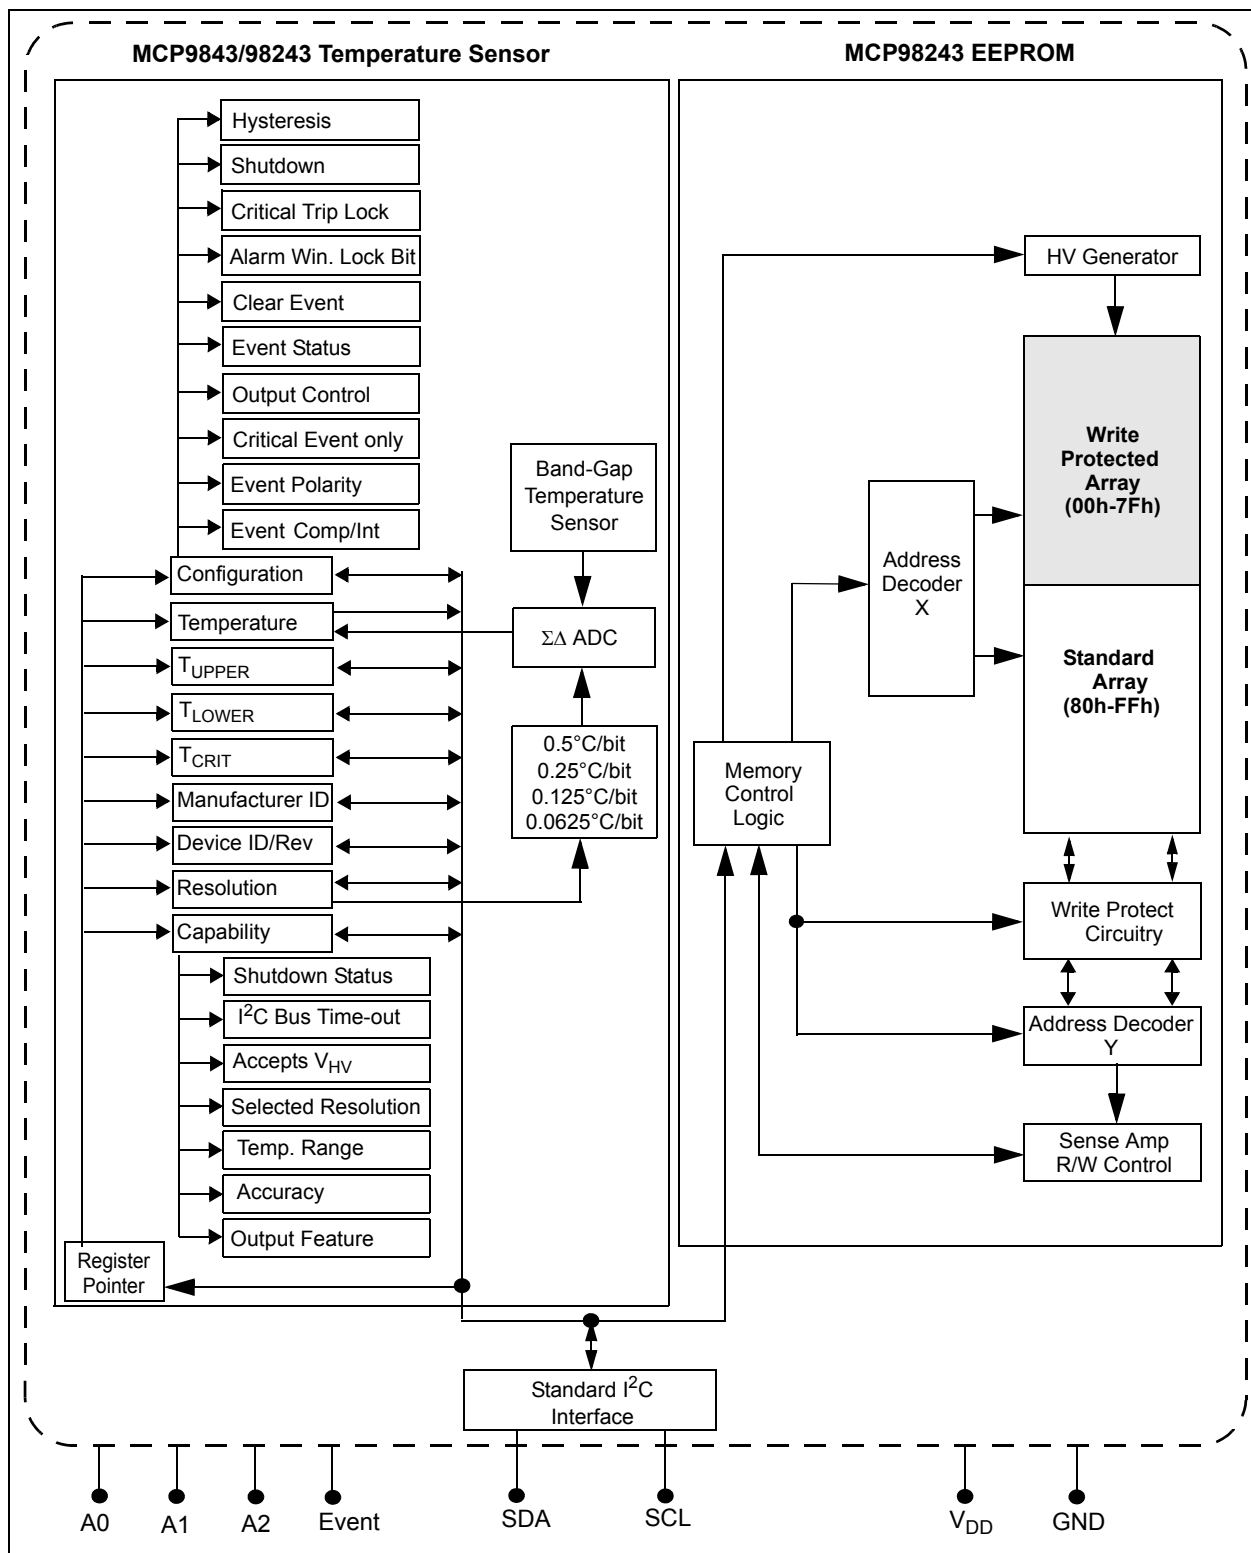 MCP9843/98243 Temperature Sensor
Hysteresis
Shutdown
Critical Trip Lock
Alarm Win. Lock Bit
Clear Event
Event Status
Output Control
Critical Event only
Event Polarity
Event Comp/Int
Configuration
Temperature
T_UPPER
T_LOWER
T_CRIT
Manufacturer ID
Device ID/Rev
Resolution
Capability
Shutdown Status
I²C Bus Time-out
Accepts V_HV
Selected Resolution
Temp. Range
Accuracy
Output Feature
Register
Pointer
Band-Gap
Temperature
Sensor
ΣΔ ADC
0.5°C/bit
0.25°C/bit
0.125°C/bit
0.0625°C/bit
MCP98243 EEPROM
HV Generator
Write
Protected
Array
(00h-7Fh)
Address
Decoder
X
Standard
Array
(80h-FFh)
Memory
Control
Logic
Write Protect
Circuitry
Address Decoder
Y
Sense Amp
R/W Control
Standard I²C
Interface
A0
A1
A2
Event
SDA
SCL
V_DD
GND